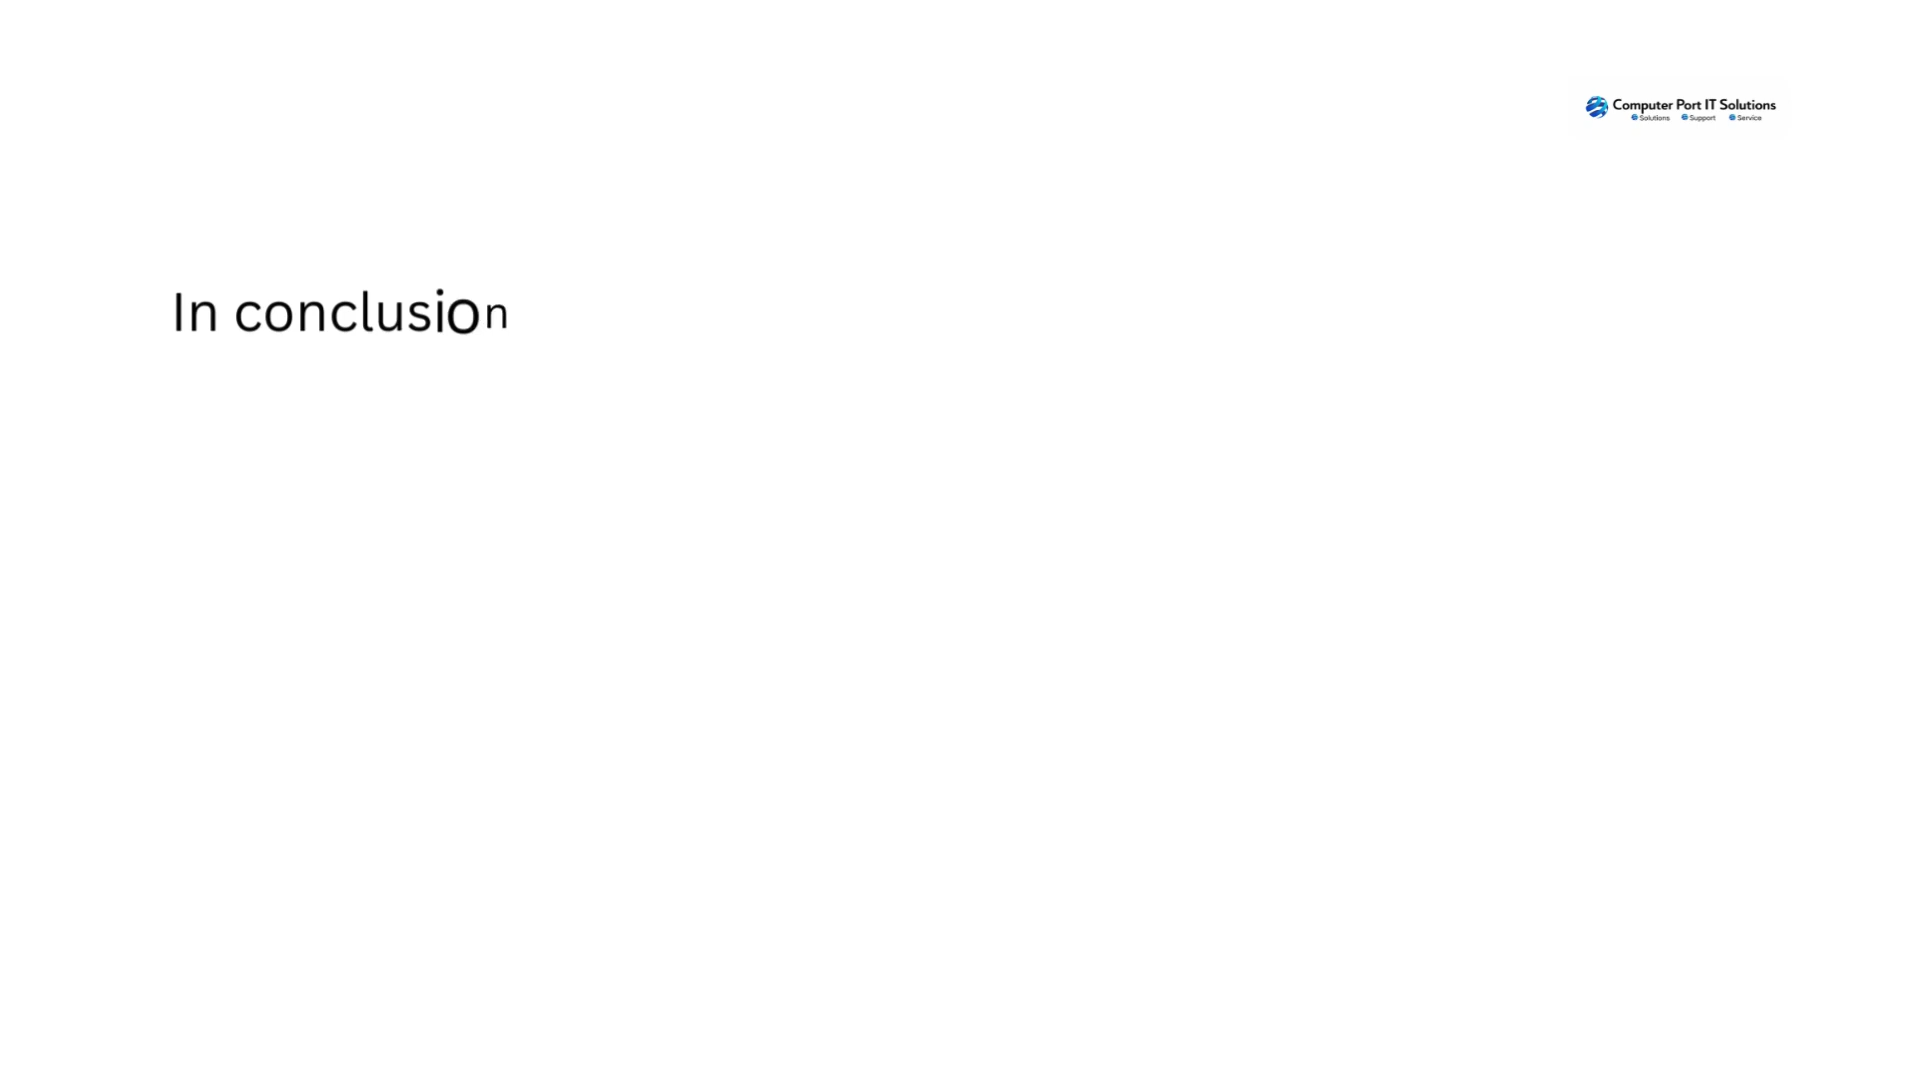 Computer Port IT Solutions
Solutions Support Service
In conclusion